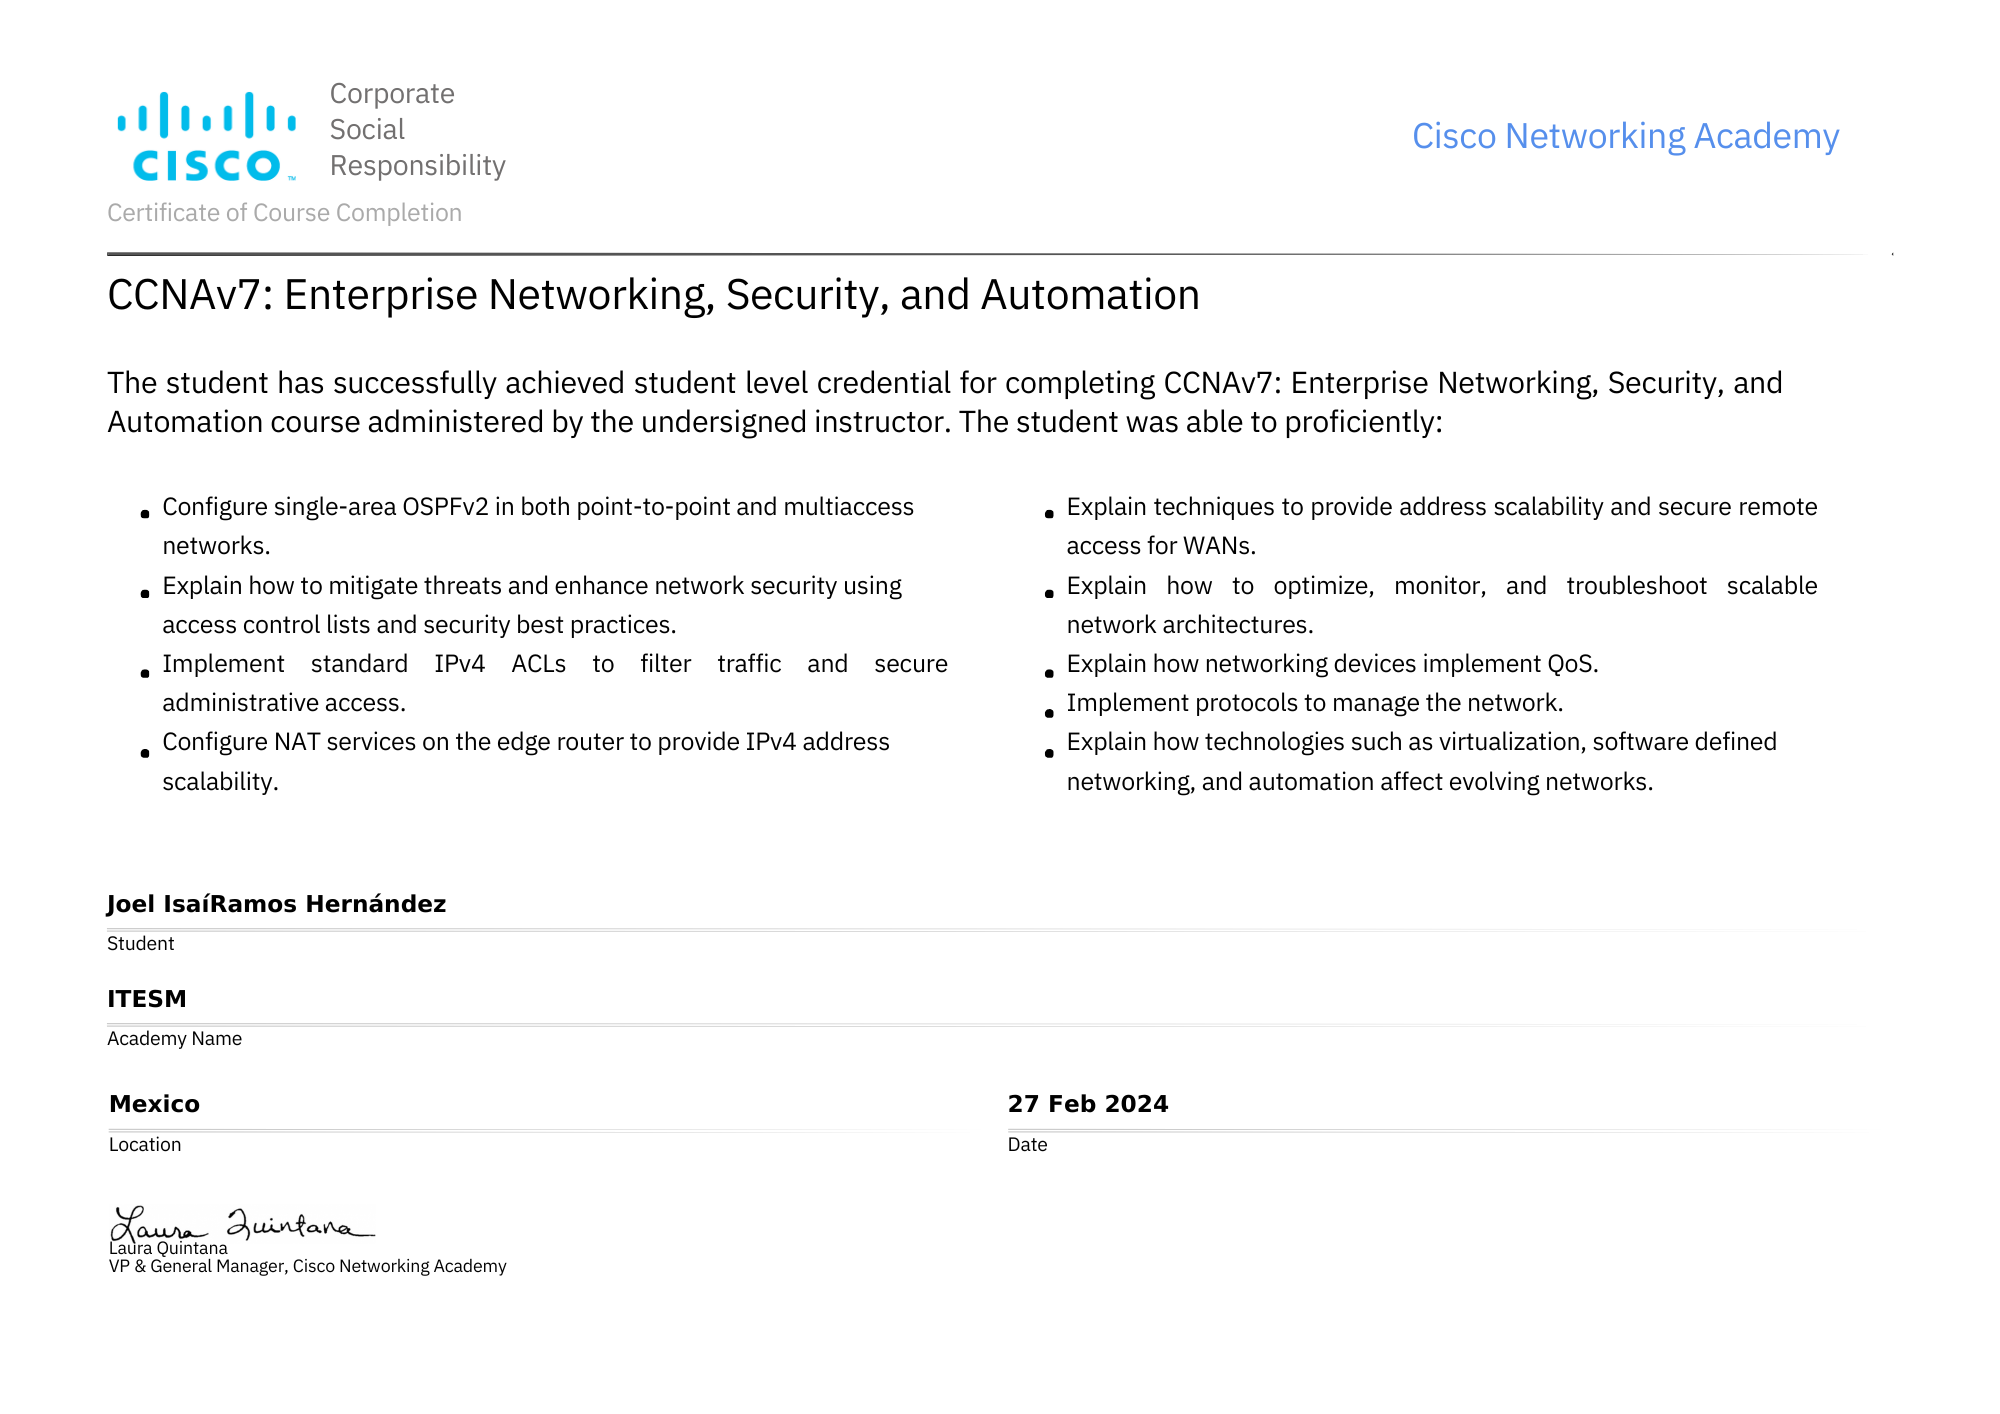 Corporate
Social
Responsibility
CISCO™
Cisco Networking Academy
Certificate of Course Completion
CCNAv7: Enterprise Networking, Security, and Automation
The student has successfully achieved student level credential for completing CCNAv7: Enterprise Networking, Security, and
Automation course administered by the undersigned instructor. The student was able to proficiently:
• Configure single-area OSPFv2 in both point-to-point and multiaccess
networks.
• Explain how to mitigate threats and enhance network security using
access control lists and security best practices.
• Implement standard IPv4 ACLs to filter traffic and secure
administrative access.
• Configure NAT services on the edge router to provide IPv4 address
scalability.
• Explain techniques to provide address scalability and secure remote
access for WANs.
• Explain how to optimize, monitor, and troubleshoot scalable
network architectures.
• Explain how networking devices implement QoS.
• Implement protocols to manage the network.
• Explain how technologies such as virtualization, software defined
networking, and automation affect evolving networks.
Joel IsaíRamos Hernández
Student
ITESM
Academy Name
Mexico
Location
27 Feb 2024
Date
Laura Quintana
Laura Quintana
VP & General Manager, Cisco Networking Academy